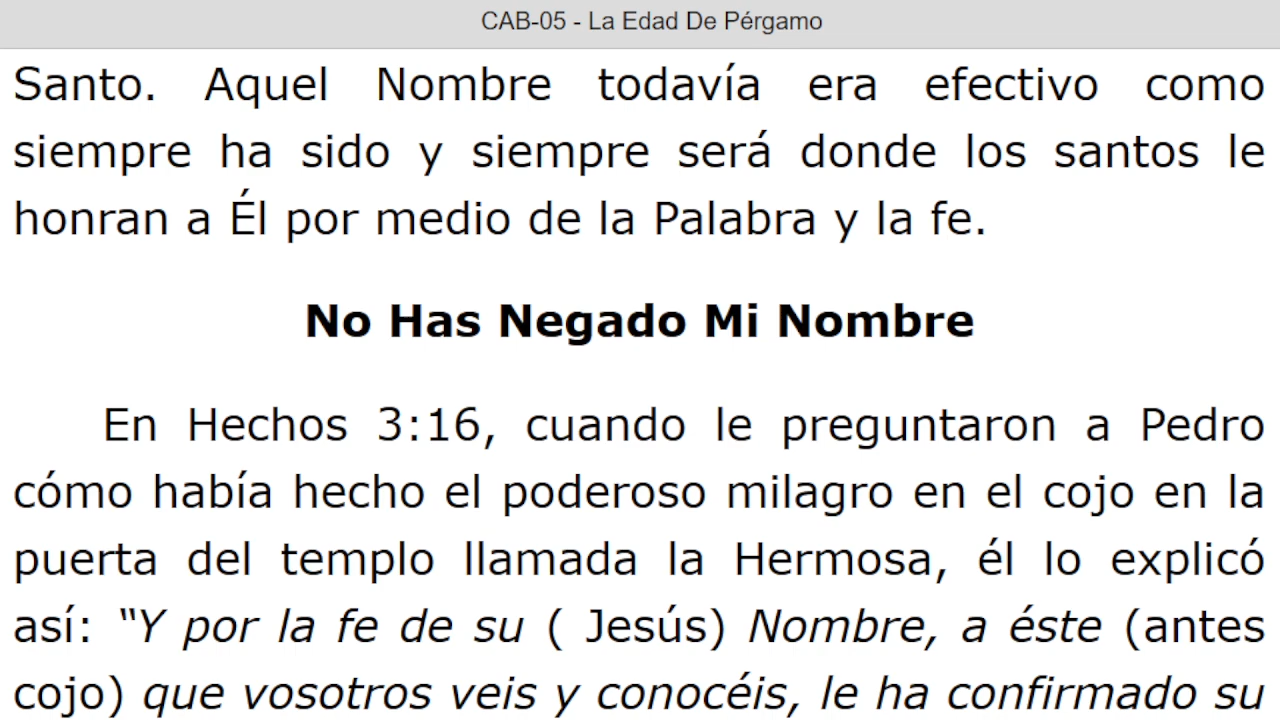 CAB-05 - La Edad De Pérgamo
Santo. Aquel Nombre todavía era efectivo como
siempre ha sido y siempre será donde los santos le
honran a Él por medio de la Palabra y la fe.
No Has Negado Mi Nombre
En Hechos 3:16, cuando le preguntaron a Pedro
cómo había hecho el poderoso milagro en el cojo en la
puerta del templo llamada la Hermosa, él lo explicó
así: “Y por la fe de su ( Jesús) Nombre, a éste (antes
cojo) que vosotros veis y conocéis, le ha confirmado su